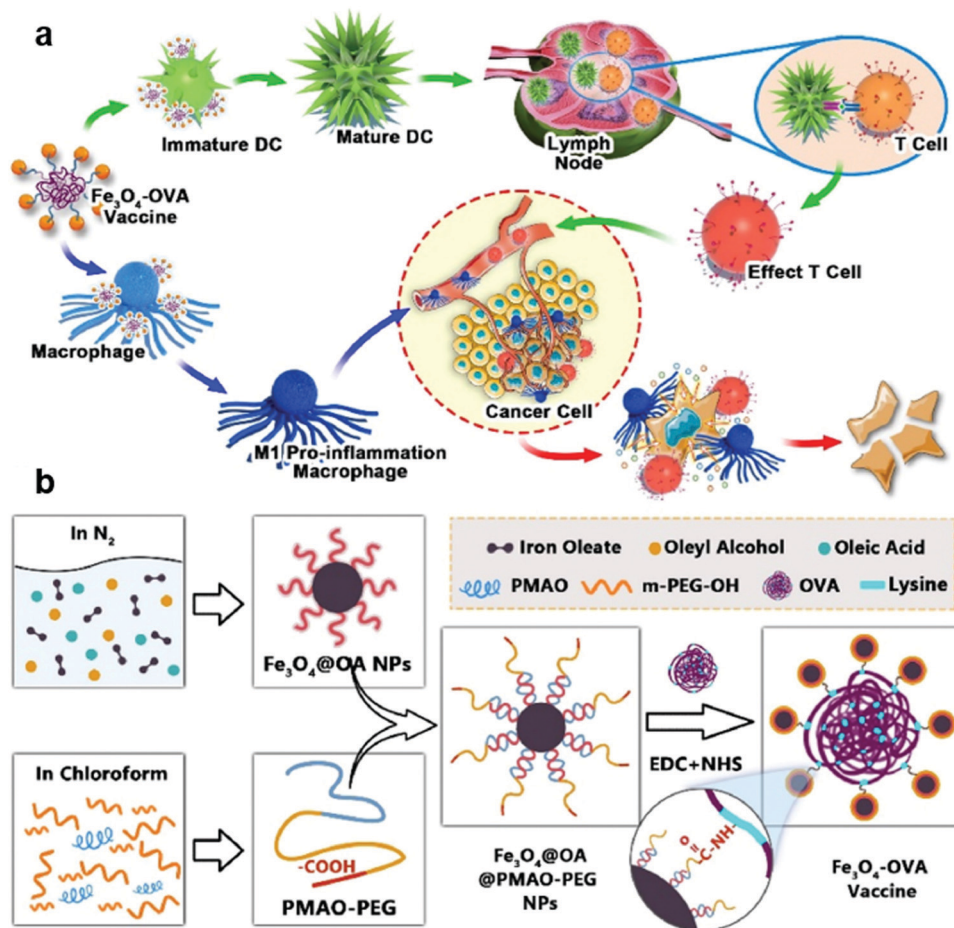 a
Immature DC
Mature DC
Lymph
Node
T Cell
Fe₃O₄-OVA
Vaccine
Effect T Cell
Macrophage
Cancer Cell
M1 Pro-inflammation
Macrophage
b
In N₂
Fe₃O₄@OA NPs
Iron Oleate
Oleyl Alcohol
Oleic Acid
PMAO
m-PEG-OH
OVA
Lysine
In Chloroform
-COOH
PMAO-PEG
Fe₃O₄@OA
@PMAO-PEG
NPs
EDC+NHS
O
-C-NH-
Fe₃O₄-OVA
Vaccine